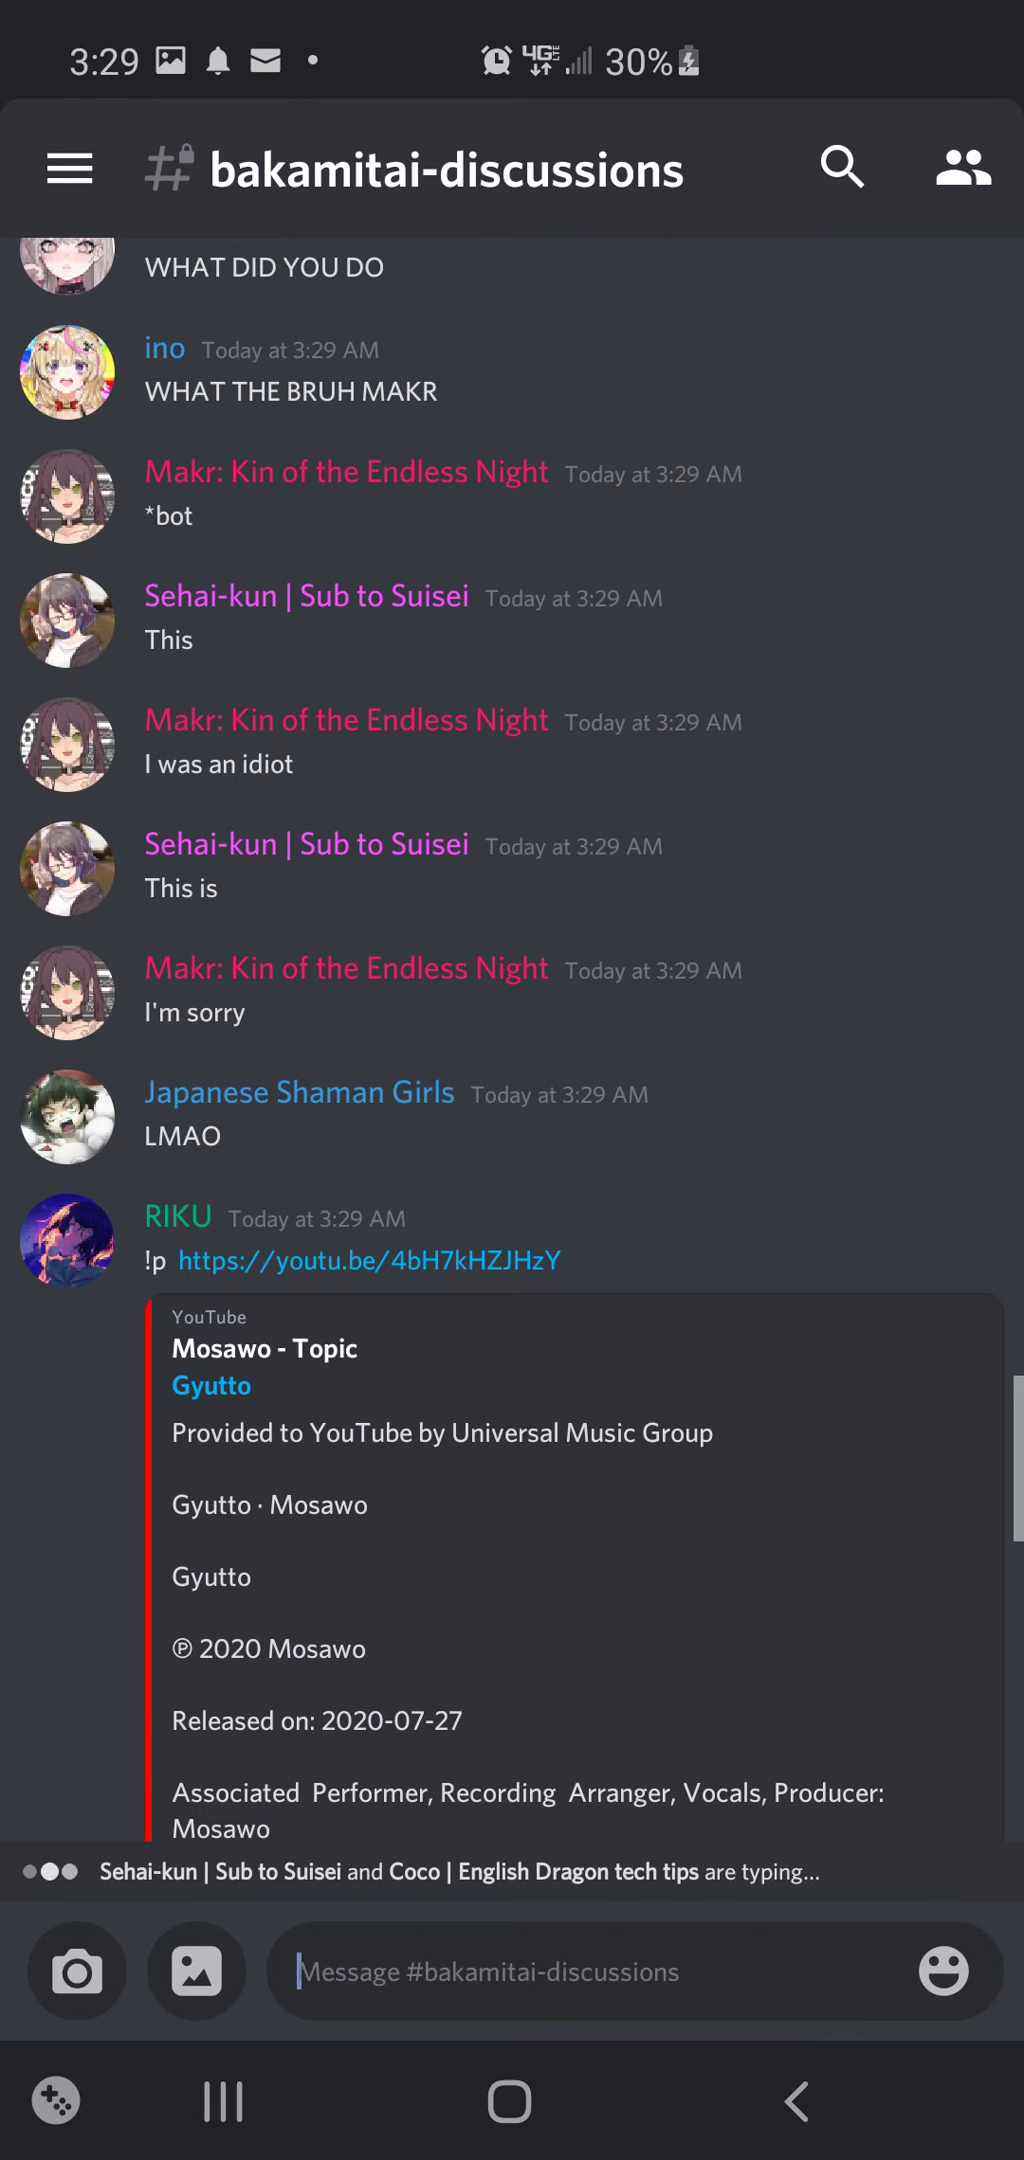 3:29 4G LTE 30%
bakamitai-discussions
WHAT DID YOU DO
ino Today at 3:29 AM
WHAT THE BRUH MAKR
Makr: Kin of the Endless Night Today at 3:29 AM
*bot
Sehai-kun | Sub to Suisei Today at 3:29 AM
This
Makr: Kin of the Endless Night Today at 3:29 AM
I was an idiot
Sehai-kun | Sub to Suisei Today at 3:29 AM
This is
Makr: Kin of the Endless Night Today at 3:29 AM
I'm sorry
Japanese Shaman Girls Today at 3:29 AM
LMAO
RIKU Today at 3:29 AM
!p https://youtu.be/4bH7kHZJHzY
YouTube
Mosawo - Topic
Gyutto
Provided to YouTube by Universal Music Group
Gyutto · Mosawo
Gyutto
℗ 2020 Mosawo
Released on: 2020-07-27
Associated  Performer, Recording  Arranger, Vocals, Producer:
Mosawo
Sehai-kun | Sub to Suisei and Coco | English Dragon tech tips are typing...
Message #bakamitai-discussions